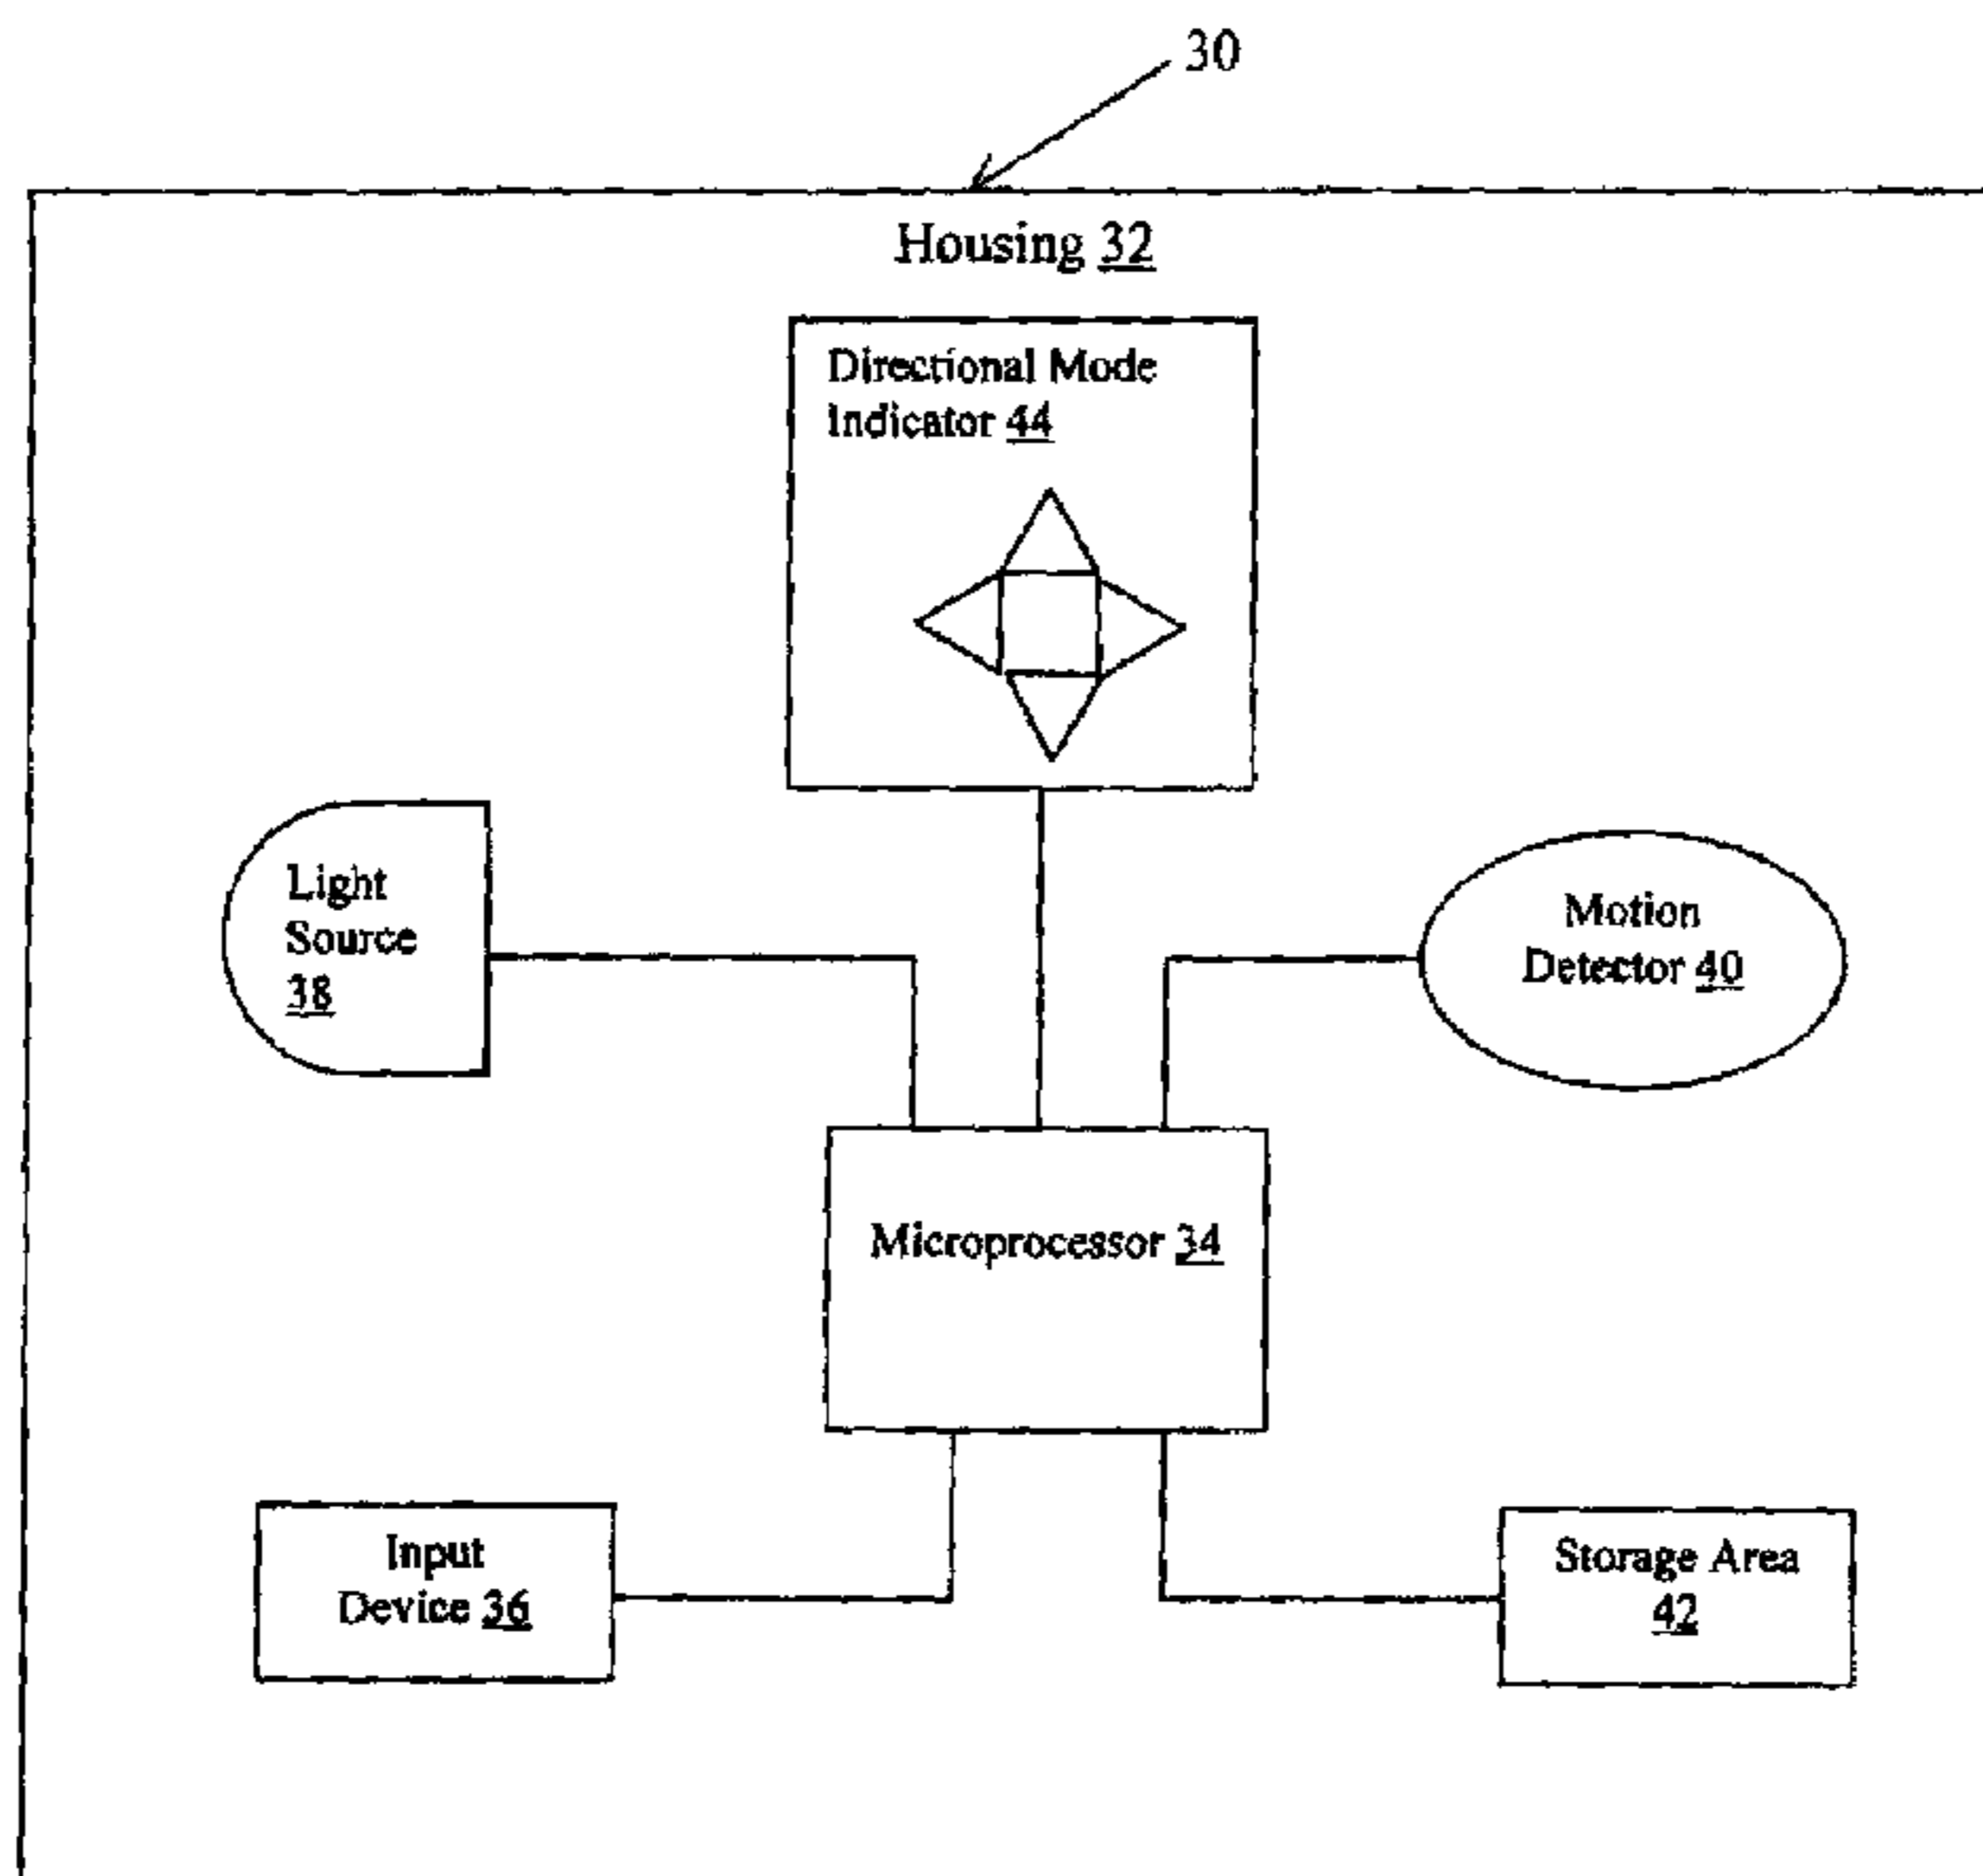 30
Housing 32
Directional Mode
Indicator 44
Light
Source
38
Motion
Detector 40
Microprocessor 34
Input
Device 36
Storage Area
42